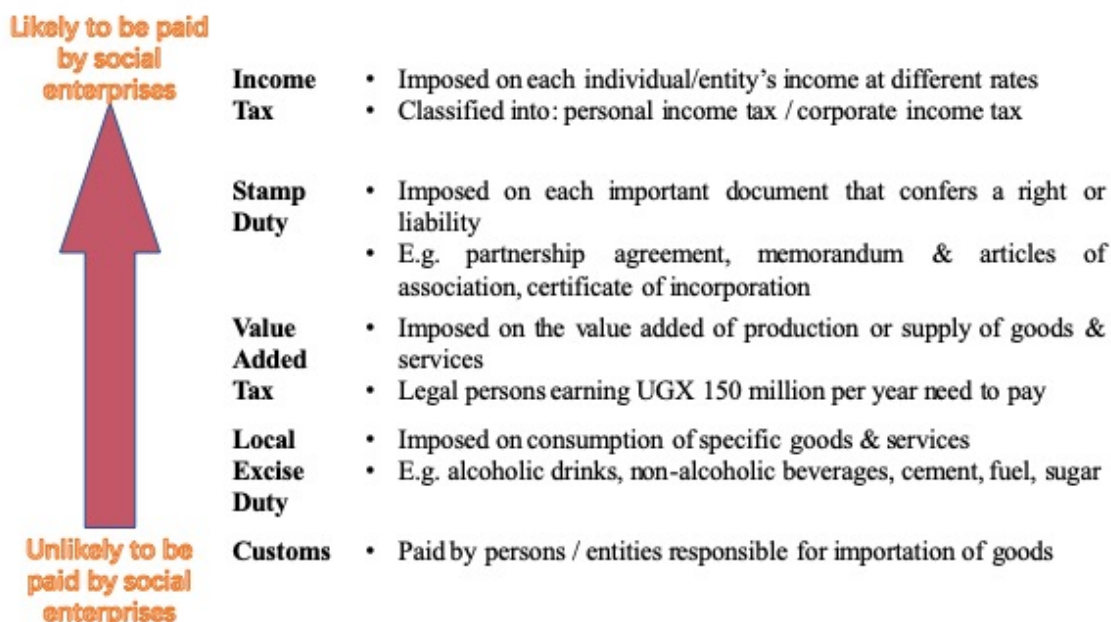 Likely to be paid
by social
enterprises
Income Tax
• Imposed on each individual/entity's income at different rates
• Classified into: personal income tax / corporate income tax
Stamp Duty
• Imposed on each important document that confers a right or
liability
• E.g. partnership agreement, memorandum & articles of
association, certificate of incorporation
Value Added Tax
• Imposed on the value added of production or supply of goods &
services
• Legal persons earning UGX 150 million per year need to pay
Local Excise Duty
• Imposed on consumption of specific goods & services
• E.g. alcoholic drinks, non-alcoholic beverages, cement, fuel, sugar
Customs
• Paid by persons / entities responsible for importation of goods
Unlikely to be
paid by social
enterprises